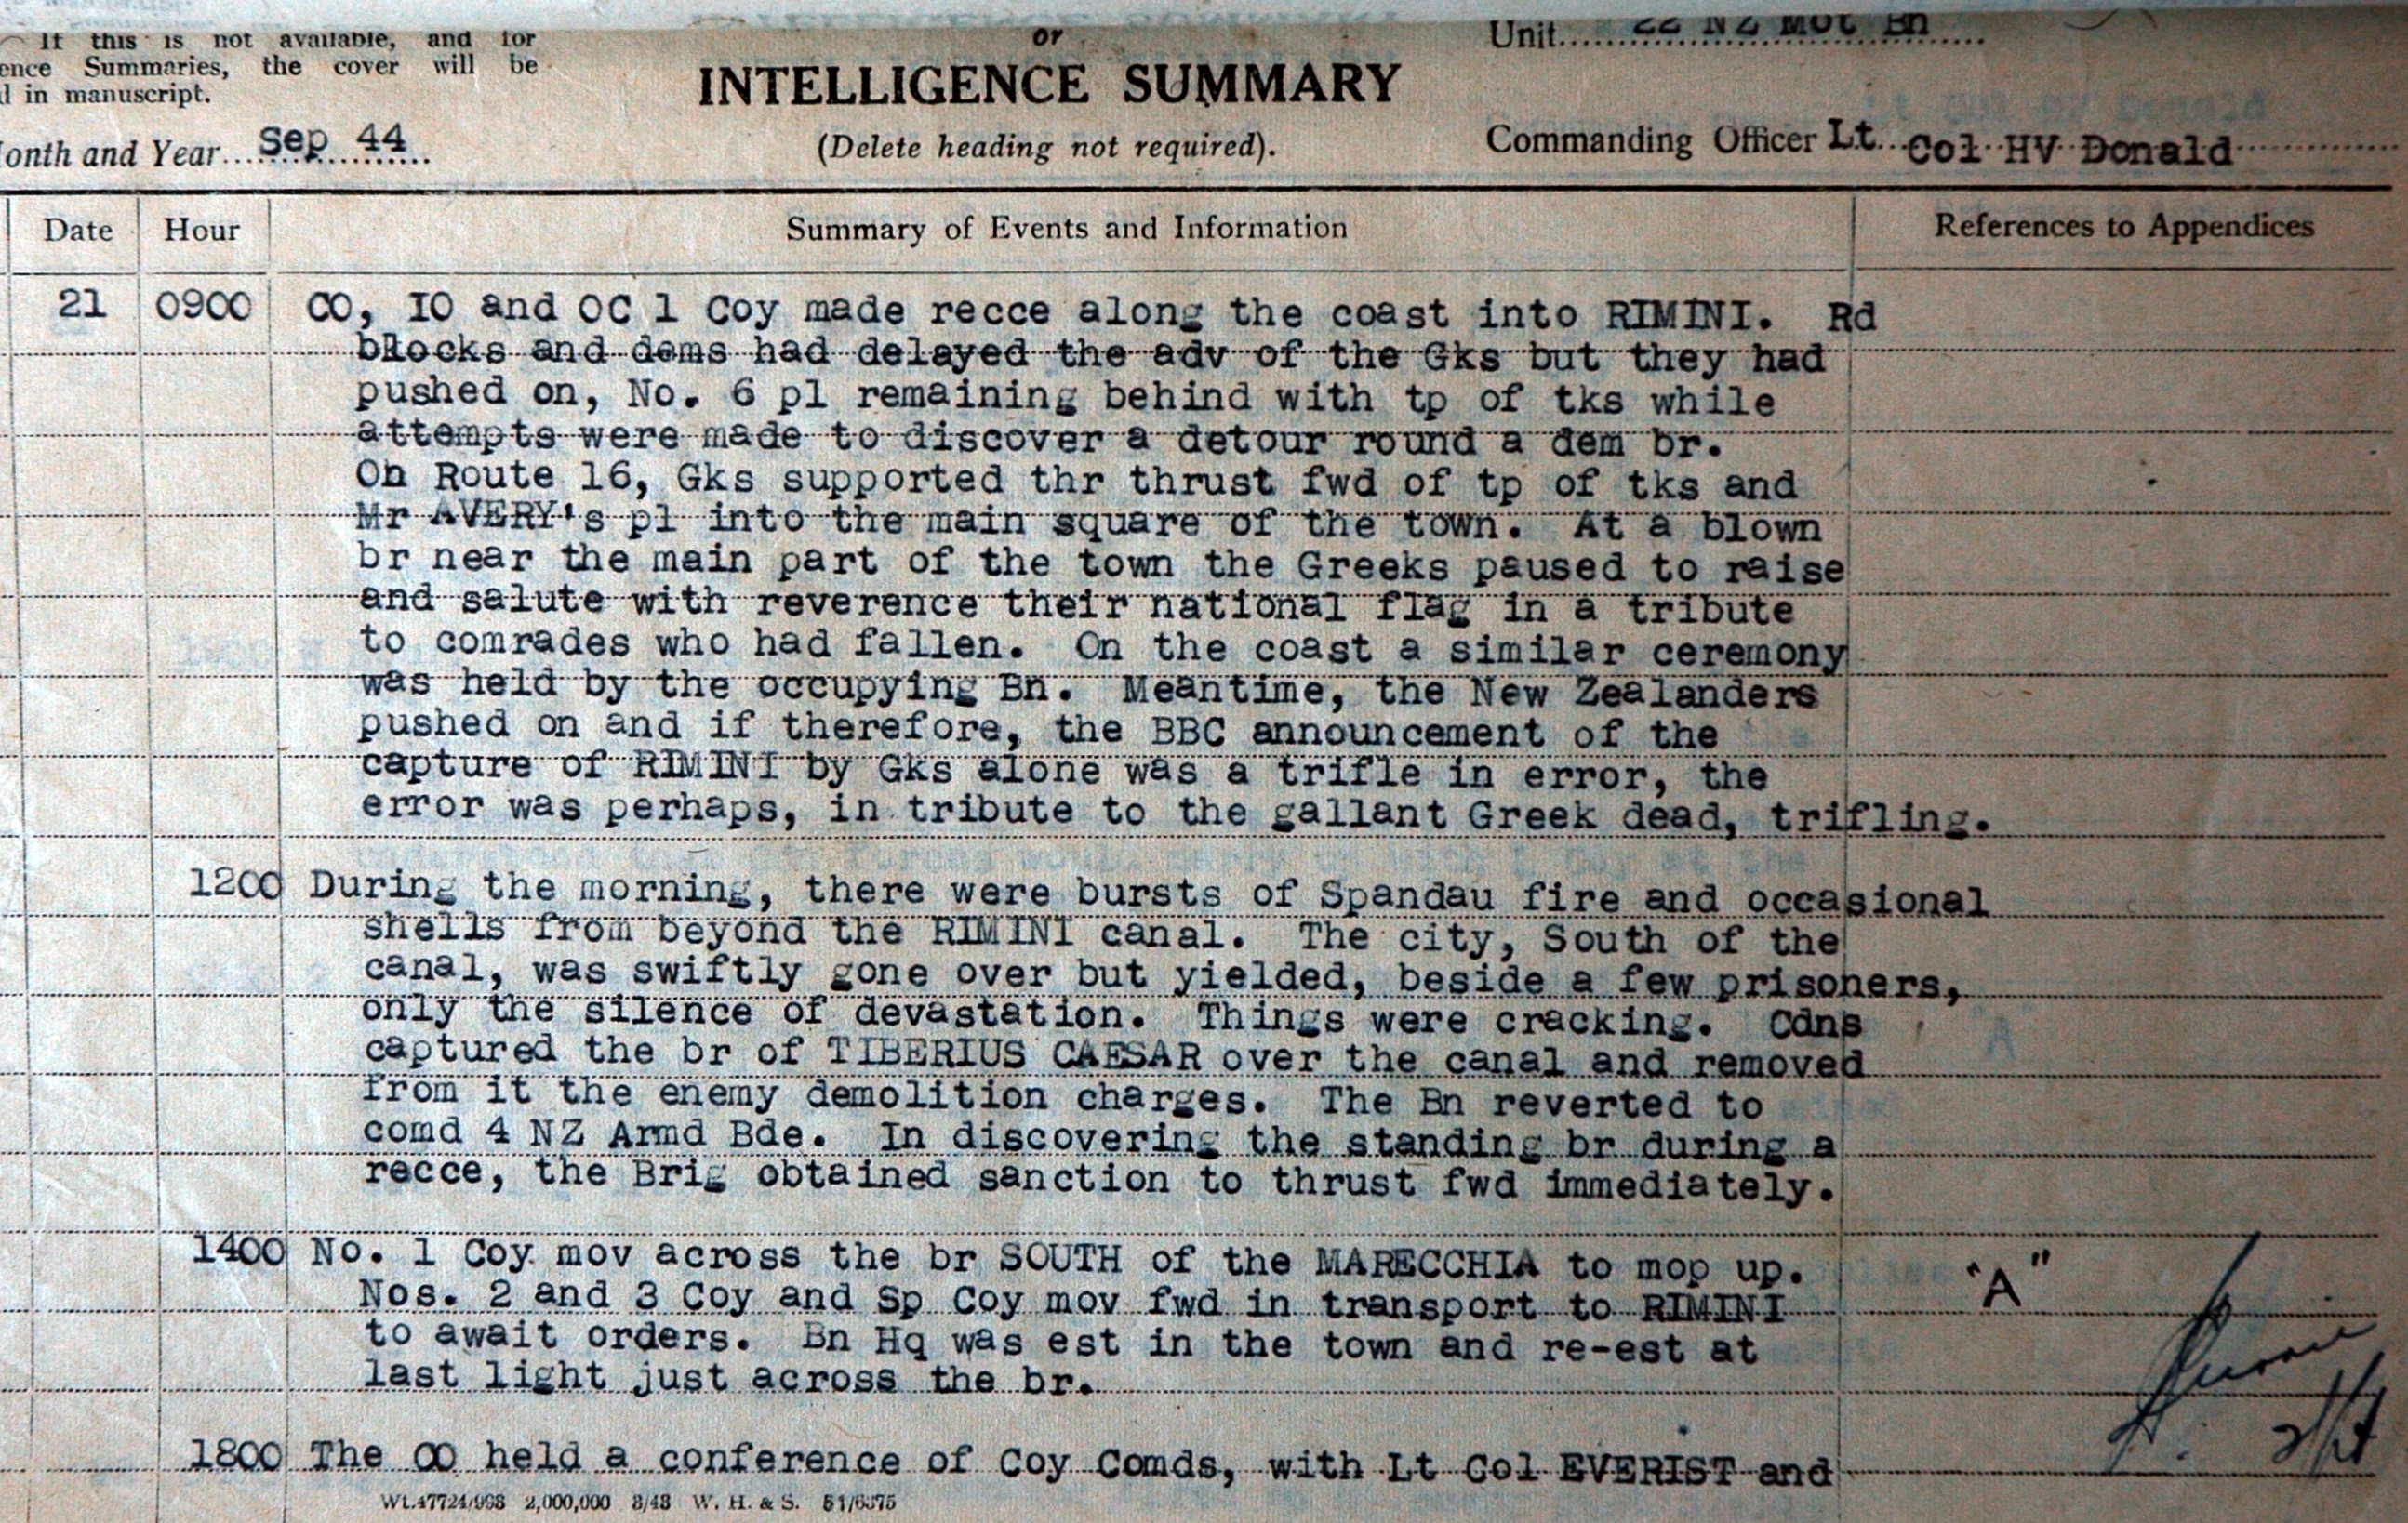 If this is not available, and for
ence Summaries, the cover will be
d in manuscript.
or
INTELLIGENCE SUMMARY
(Delete heading not required).
Unit 22 NZ Mot Bn
onth and Year Sep 44
Commanding Officer Lt Col HV Donald
Date Hour Summary of Events and Information References to Appendices
21 0900 CO, IO and OC 1 Coy made recce along the coast into RIMINI. Rd
blocks and dems had delayed the adv of the Gks but they had
pushed on, No. 6 pl remaining behind with tp of tks while
attempts were made to discover a detour round a dem br.
On Route 16, Gks supported thr thrust fwd of tp of tks and
Mr AVERY's pl into the main square of the town. At a blown
br near the main part of the town the Greeks paused to raise
and salute with reverence their national flag in a tribute
to comrades who had fallen. On the coast a similar ceremony
was held by the occupying Bn. Meantime, the New Zealanders
pushed on and if therefore, the BBC announcement of the
capture of RIMINI by Gks alone was a trifle in error, the
error was perhaps, in tribute to the gallant Greek dead, trifling.
1200 During the morning, there were bursts of Spandau fire and occasional
shells from beyond the RIMINI canal. The city, South of the
canal, was swiftly gone over but yielded, beside a few prisoners,
only the silence of devastation. Things were cracking. Cdns
captured the br of TIBERIUS CAESAR over the canal and removed
from it the enemy demolition charges. The Bn reverted to
comd 4 NZ Armd Bde. In discovering the standing br during a
recce, the Brig obtained sanction to thrust fwd immediately.
1400 No. 1 Coy mov across the br SOUTH of the MARECCHIA to mop up. "A"
Nos. 2 and 3 Coy and Sp Coy mov fwd in transport to RIMINI
to await orders. Bn Hq was est in the town and re-est at
last light just across the br.
1800 The CO held a conference of Coy Comds, with Lt Col EVERIST and
Wt.47724/993 2,000,000 3/43 W. H. & S. 51/6375